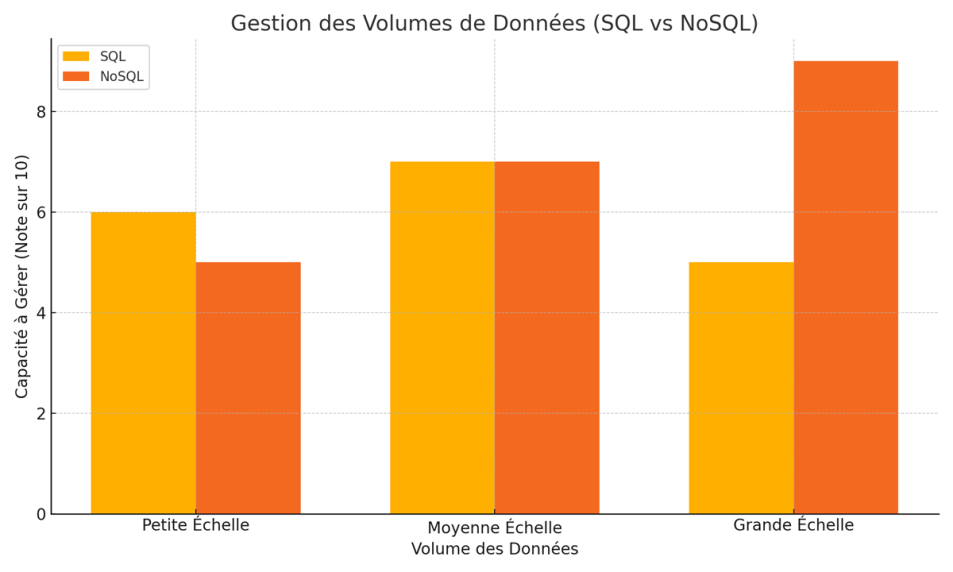 Gestion des Volumes de Données (SQL vs NoSQL)
SQL
NoSQL
Capacité à Gérer (Note sur 10)
8
6
4
2
0
Petite Échelle
Moyenne Échelle
Grande Échelle
Volume des Données